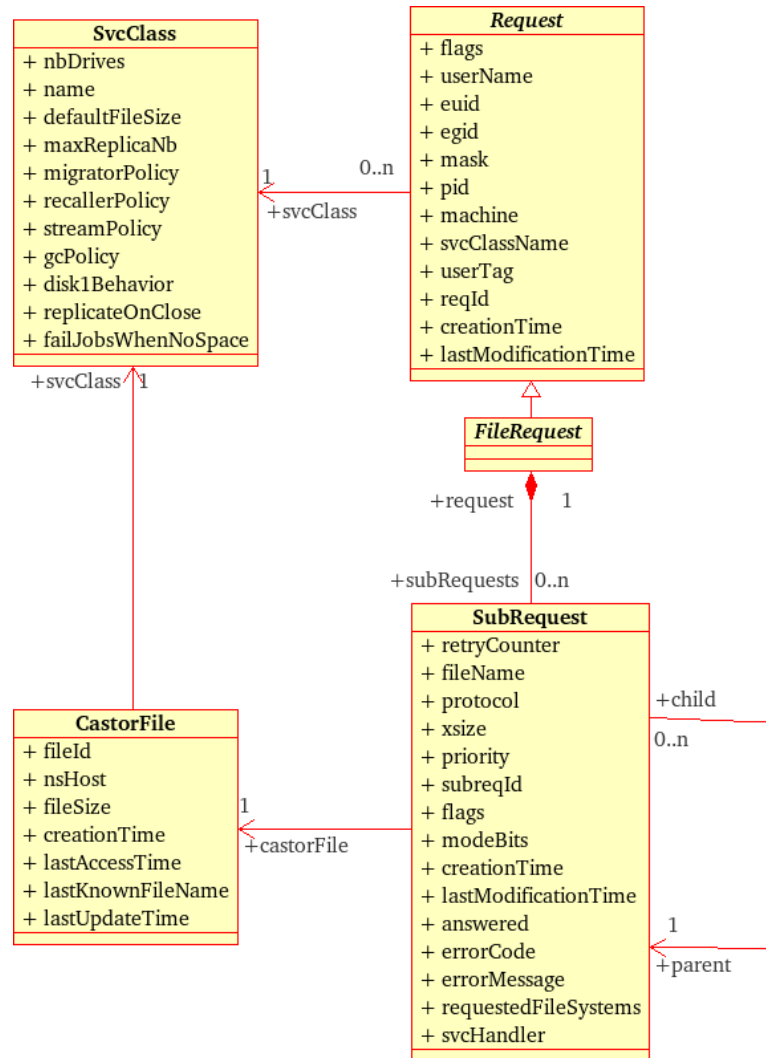 SvcClass
+ nbDrives
+ name
+ defaultFileSize
+ maxReplicaNb
+ migratorPolicy
+ recallerPolicy
+ streamPolicy
+ gcPolicy
+ disk1Behavior
+ replicateOnClose
+ failJobsWhenNoSpace
Request
+ flags
+ userName
+ euid
+ egid
+ mask
+ pid
+ machine
+ svcClassName
+ userTag
+ reqId
+ creationTime
+ lastModificationTime
1
0..n
+svcClass
+svcClass
1
FileRequest
+request
1
+subRequests
0..n
SubRequest
+ retryCounter
+ fileName
+ protocol
+ xsize
+ priority
+ subreqId
+ flags
+ modeBits
+ creationTime
+ lastModificationTime
+ answered
+ errorCode
+ errorMessage
+ requestedFileSystems
+ svcHandler
+child
0..n
1
+parent
CastorFile
+ fileId
+ nsHost
+ fileSize
+ creationTime
+ lastAccessTime
+ lastKnownFileName
+ lastUpdateTime
1
+castorFile